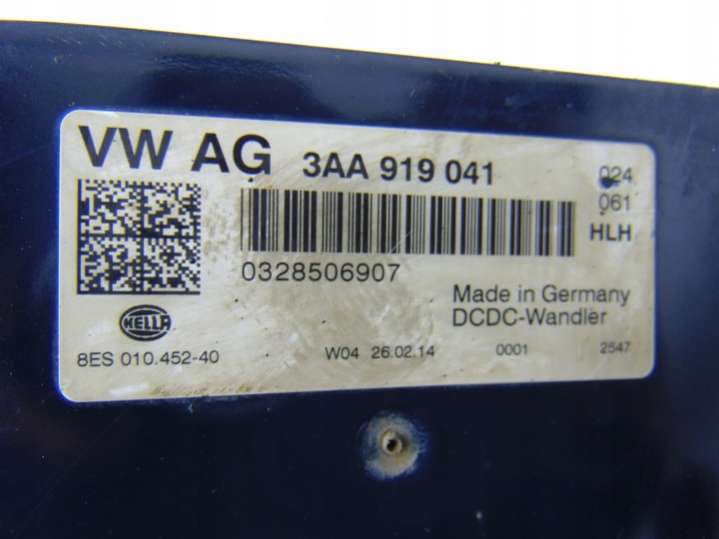 VW AG 3AA 919 041
024
061
HLH
0328506907
Made in Germany
DCDC-Wandler
HELLA
8ES 010.452-40 W04 26.02.14 0001 2547